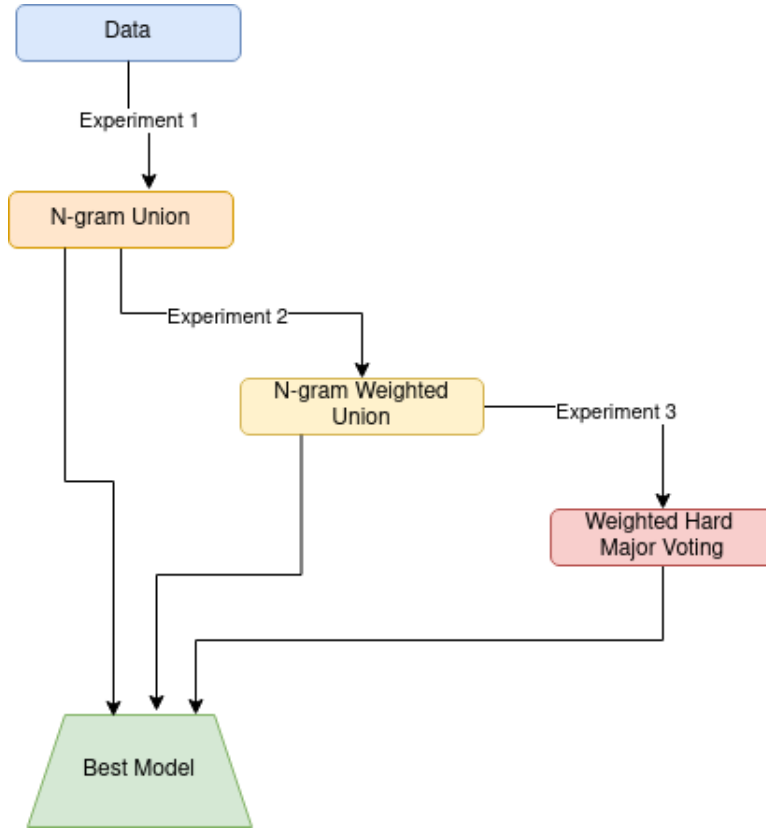 Data
Experiment 1
N-gram Union
Experiment 2
N-gram Weighted
Union
Experiment 3
Weighted Hard
Major Voting
Best Model